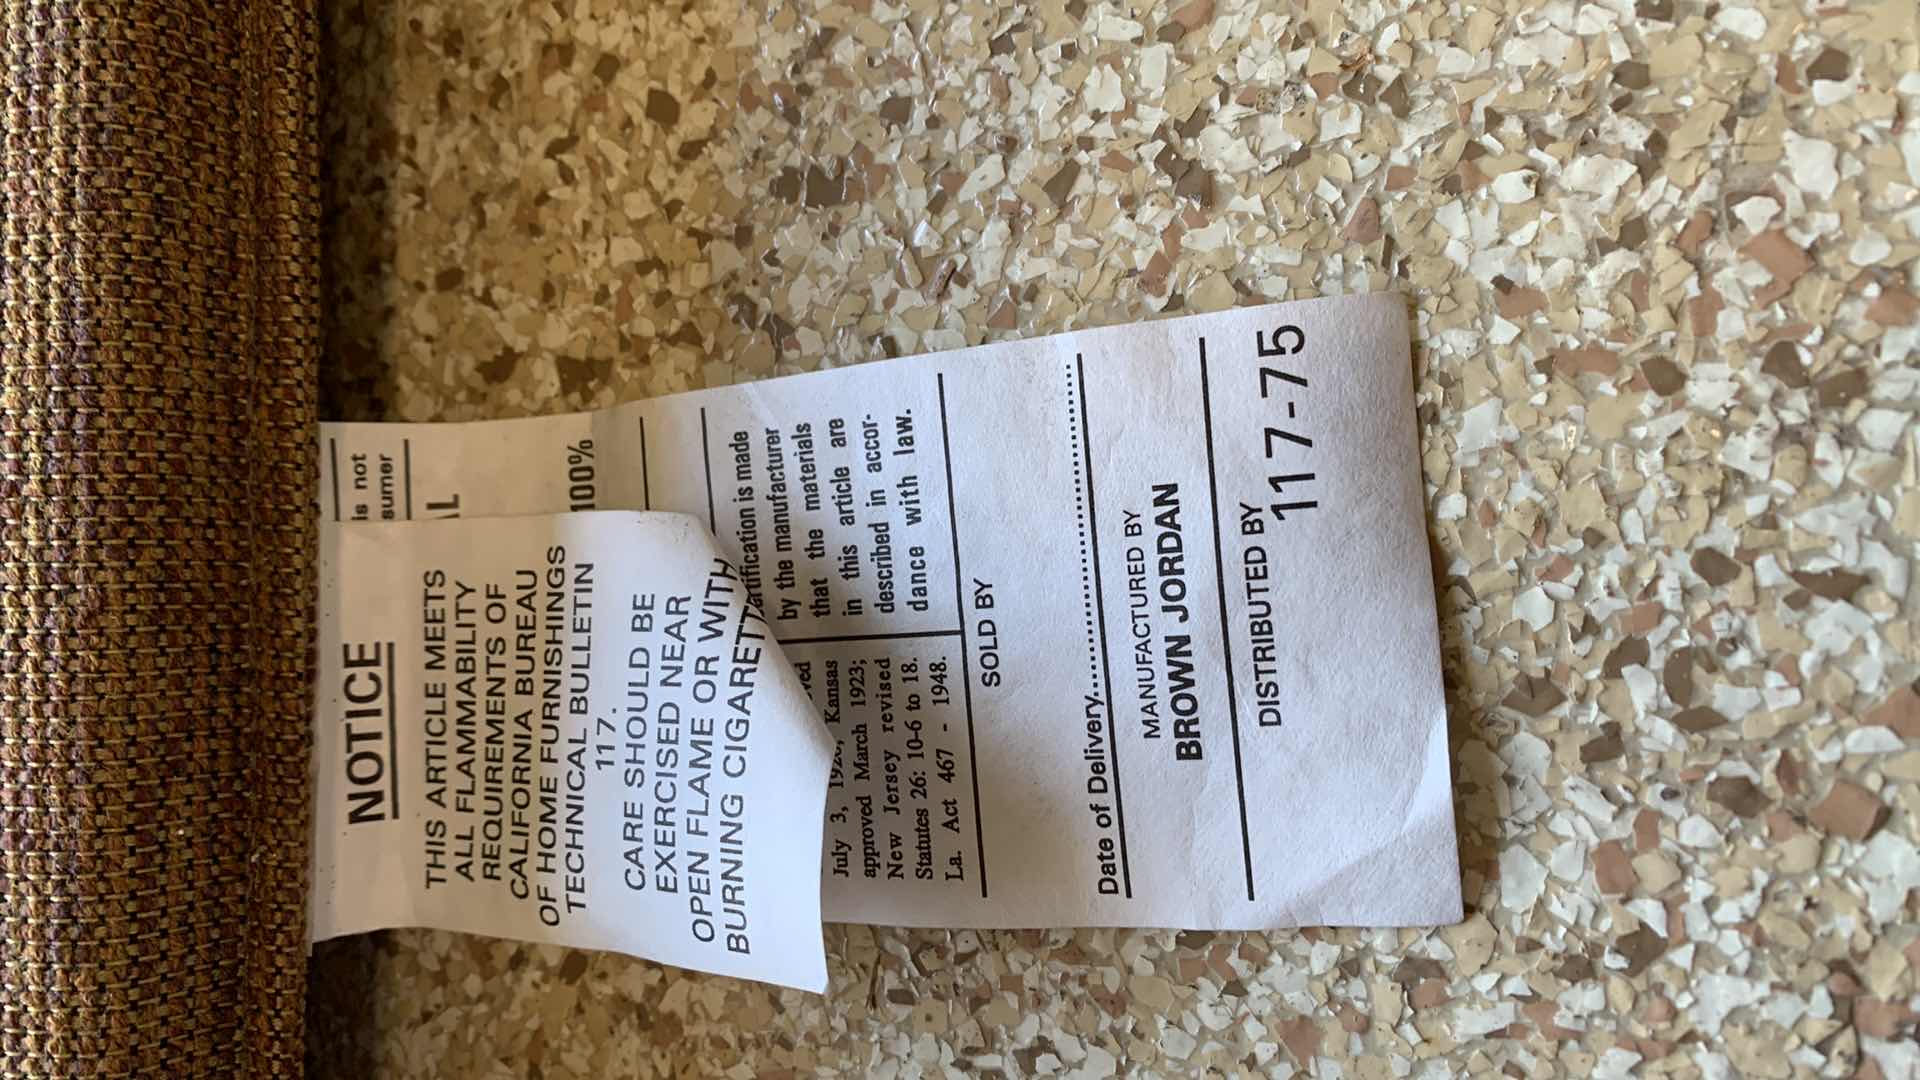 NOTICE
THIS ARTICLE MEETS
ALL FLAMMABILITY
REQUIREMENTS OF
CALIFORNIA BUREAU
OF HOME FURNISHINGS
TECHNICAL BULLETIN
117.
CARE SHOULD BE
EXERCISED NEAR
OPEN FLAME OR WITH
BURNING
is not
sumer
100%
is made
by the manufacturer
that the materials
in this article are
described in accor-
dance with law.
July 3, Kansas
approved March 1923;
New Jersey revised
Statutes 26: 10-6 to 18.
La. Act 467 - 1948.
SOLD BY
Date of Delivery
MANUFACTURED BY
BROWN JORDAN
DISTRIBUTED BY
117-75